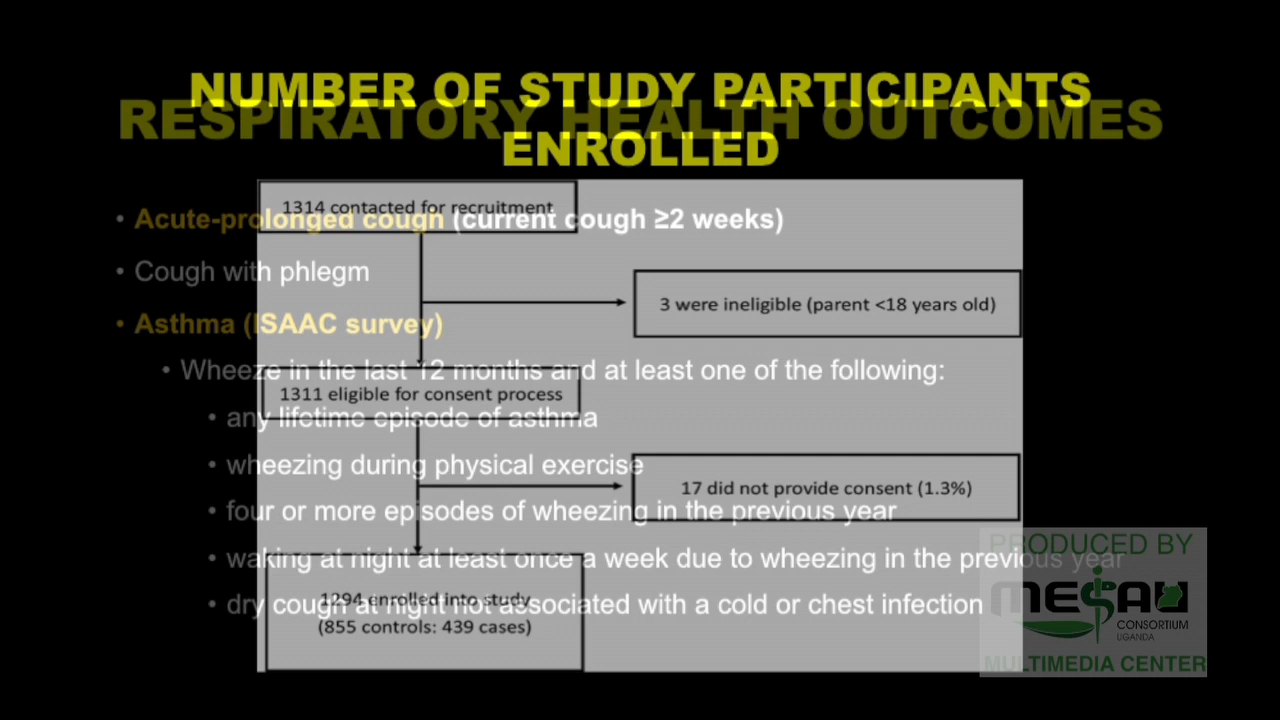 NUMBER OF STUDY PARTICIPANTS
ENROLLED
RESPIRATORY HEALTH OUTCOMES
1314 contacted for recruitment
3 were ineligible (parent <18 years old)
1311 eligible for consent process
17 did not provide consent (1.3%)
1294 enrolled into study
(855 controls: 439 cases)
• Acute-prolonged cough (current cough ≥2 weeks)
• Cough with phlegm
• Asthma (ISAAC survey)
• Wheeze in the last 12 months and at least one of the following:
• any lifetime episode of asthma
• wheezing during physical exercise
• four or more episodes of wheezing in the previous year
• waking at night at least once a week due to wheezing in the previous year
• dry cough at night not associated with a cold or chest infection
PRODUCED BY
MESAU
CONSORTIUM
UGANDA
MULTIMEDIA CENTER